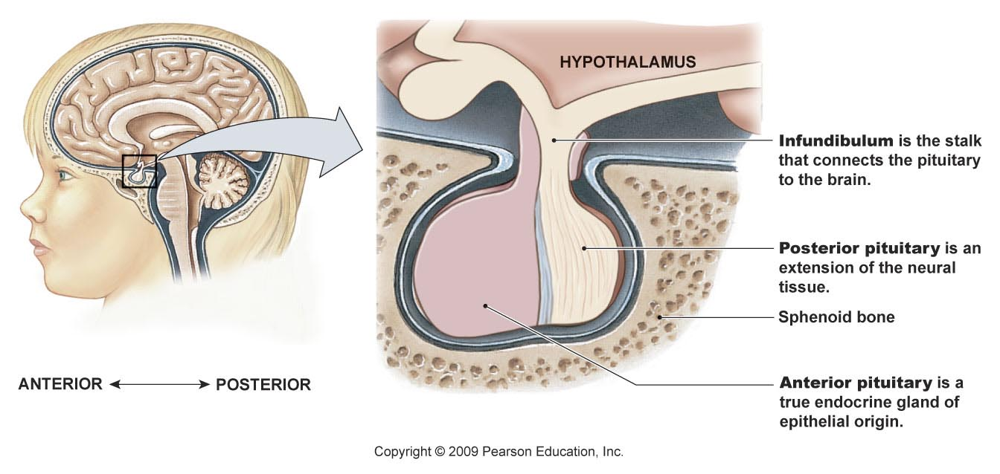 HYPOTHALAMUS
Infundibulum is the stalk
that connects the pituitary
to the brain.
Posterior pituitary is an
extension of the neural
tissue.
Sphenoid bone
ANTERIOR
POSTERIOR
Anterior pituitary is a
true endocrine gland of
epithelial origin.
Copyright © 2009 Pearson Education, Inc.